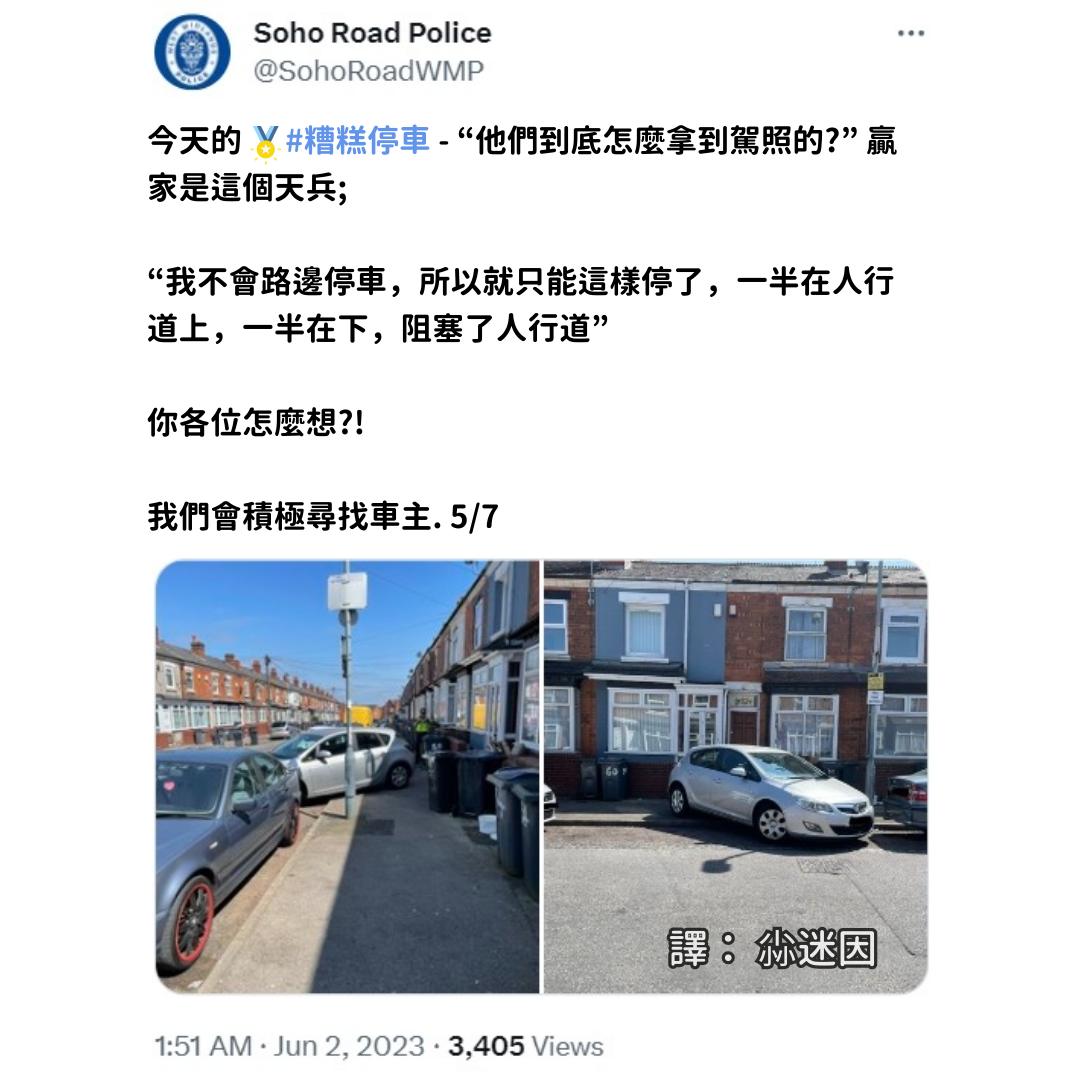 Soho Road Police
@SohoRoadWMP
今天的 🏅#糟糕停車 - “他們到底怎麼拿到駕照的?” 贏
家是這個天兵;
“我不會路邊停車，所以就只能這樣停了，一半在人行
道上，一半在下，阻塞了人行道”
你各位怎麼想?!
我們會積極尋找車主. 5/7
譯： 尛迷因
1:51 AM · Jun 2, 2023 · 3,405 Views